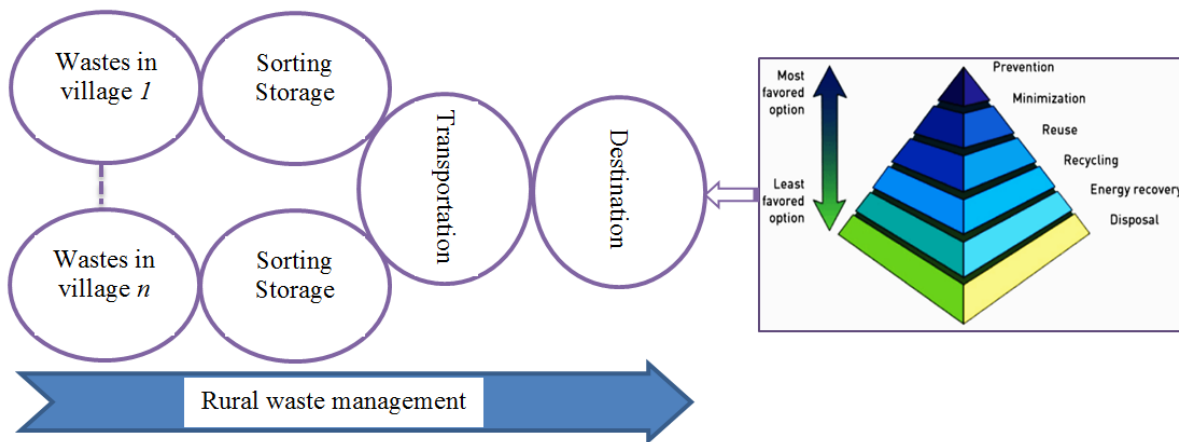 Wastes in
village 1
Sorting
Storage
Wastes in
village n
Sorting
Storage
Transportation
Destination
Most
favored
option
Least
favored
option
Prevention
Minimization
Reuse
Recycling
Energy recovery
Disposal
Rural waste management